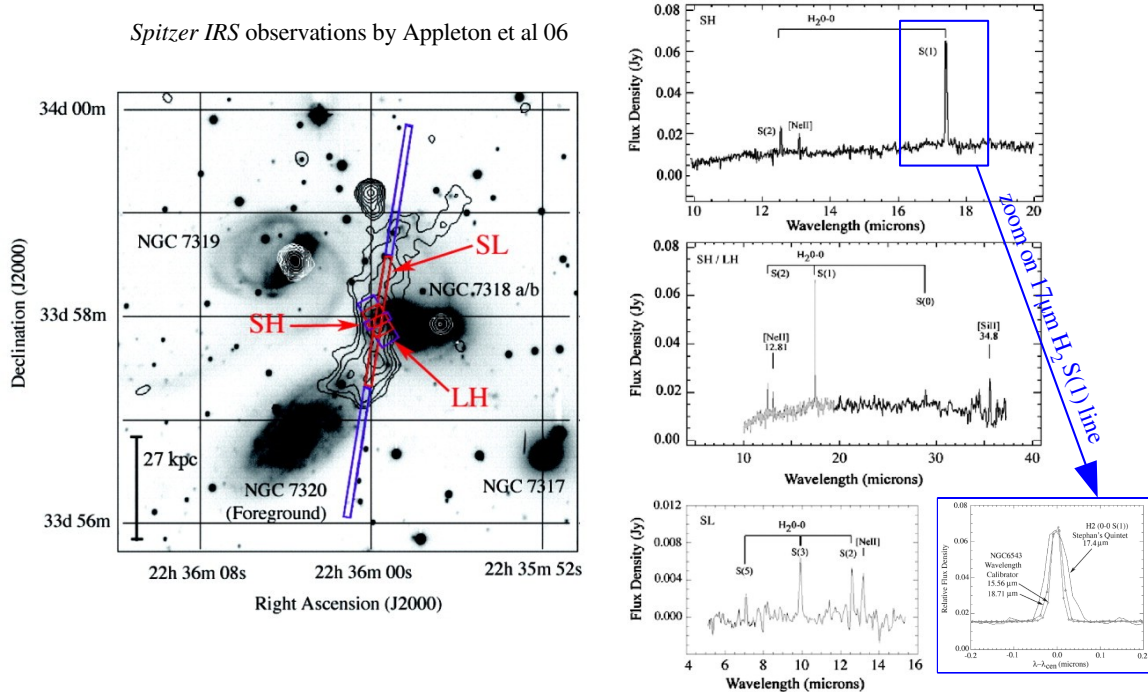 Spitzer IRS observations by Appleton et al 06
34d 00m
33d 58m
33d 56m
Declination (J2000)
NGC 7319
SL
NGC 7318 a/b
SH
LH
27 kpc
NGC 7320
(Foreground)
NGC 7317
22h 36m 08s
22h 36m 00s
22h 35m 52s
Right Ascension (J2000)
SH
H20-0
S(1)
S(2)
[NeII]
0.08
0.06
0.04
0.02
0.00
Flux Density (Jy)
10
12
14
16
18
20
Wavelength (microns)
zoom on 17μm H2 S(1) line
SH / LH
H20-0
S(2)
S(1)
S(0)
[NeII]
12.81
[SiII]
34.8
0.08
0.06
0.04
0.02
0.00
Flux Density (Jy)
10
20
30
40
Wavelength (microns)
SL
H20-0
S(5)
S(3)
S(2)
[NeII]
0.012
0.008
0.004
0.000
Flux Density (Jy)
4
6
8
10
12
14
16
Wavelength (microns)
H2 (0-0 S(1))
Stephan's Quintet
17.4μm
NGC6543
Wavelength
Calibrator
15.56 μm
18.71 μm
0.08
0.06
0.04
0.02
0.00
Relative Flux Density
-0.2
-0.1
0.0
0.1
0.2
λ-λcen (microns)